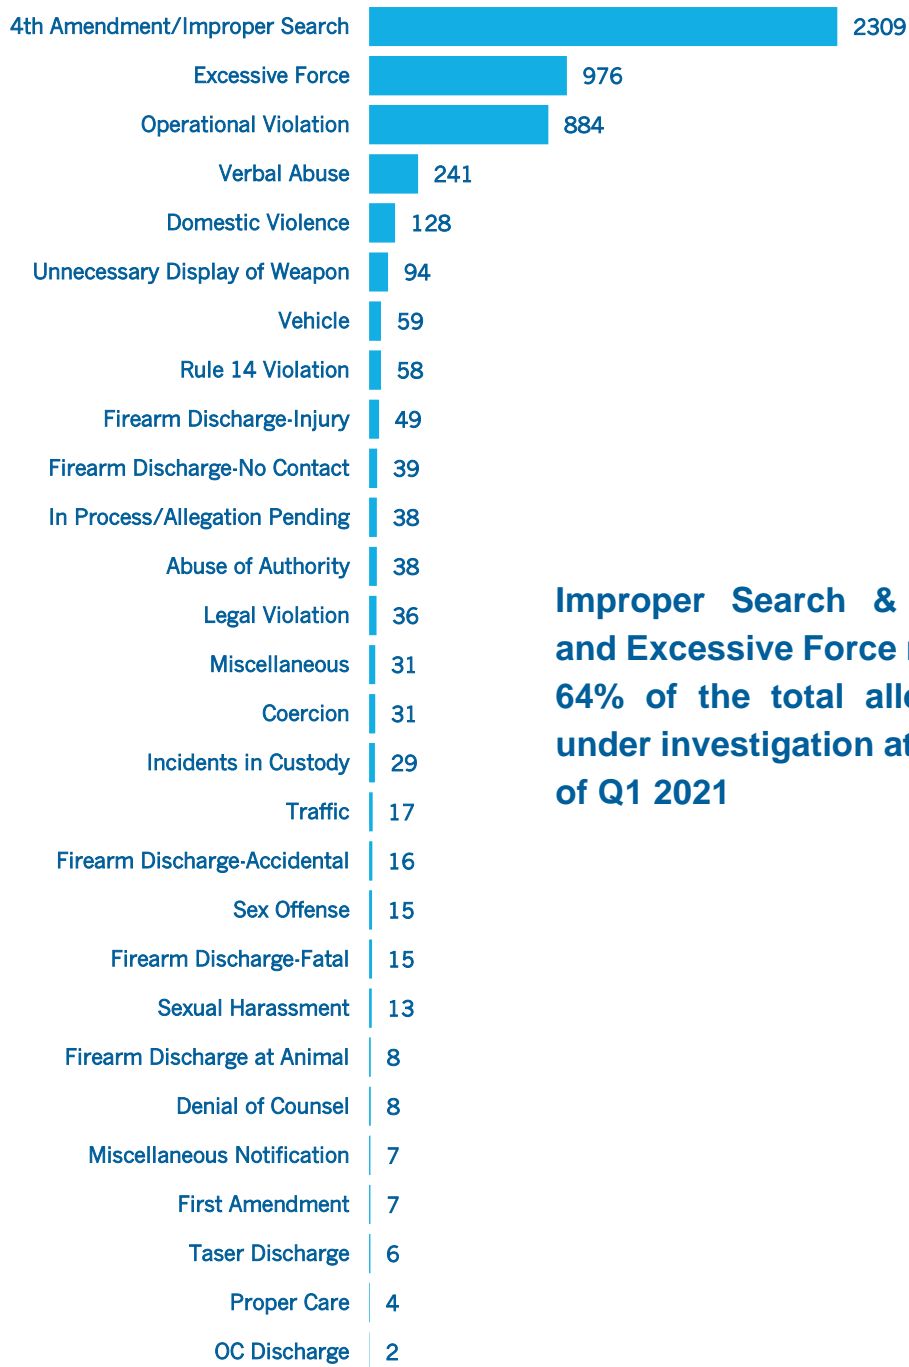 4th Amendment/Improper Search 2309
Excessive Force 976
Operational Violation 884
Verbal Abuse 241
Domestic Violence 128
Unnecessary Display of Weapon 94
Vehicle 59
Rule 14 Violation 58
Firearm Discharge-Injury 49
Firearm Discharge-No Contact 39
In Process/Allegation Pending 38
Abuse of Authority 38
Legal Violation 36
Miscellaneous 31
Coercion 31
Incidents in Custody 29
Traffic 17
Firearm Discharge-Accidental 16
Sex Offense 15
Firearm Discharge-Fatal 15
Sexual Harassment 13
Firearm Discharge at Animal 8
Denial of Counsel 8
Miscellaneous Notification 7
First Amendment 7
Taser Discharge 6
Proper Care 4
OC Discharge 2
Improper Search &
and Excessive Force
64% of the total
under investigation at
of Q1 2021